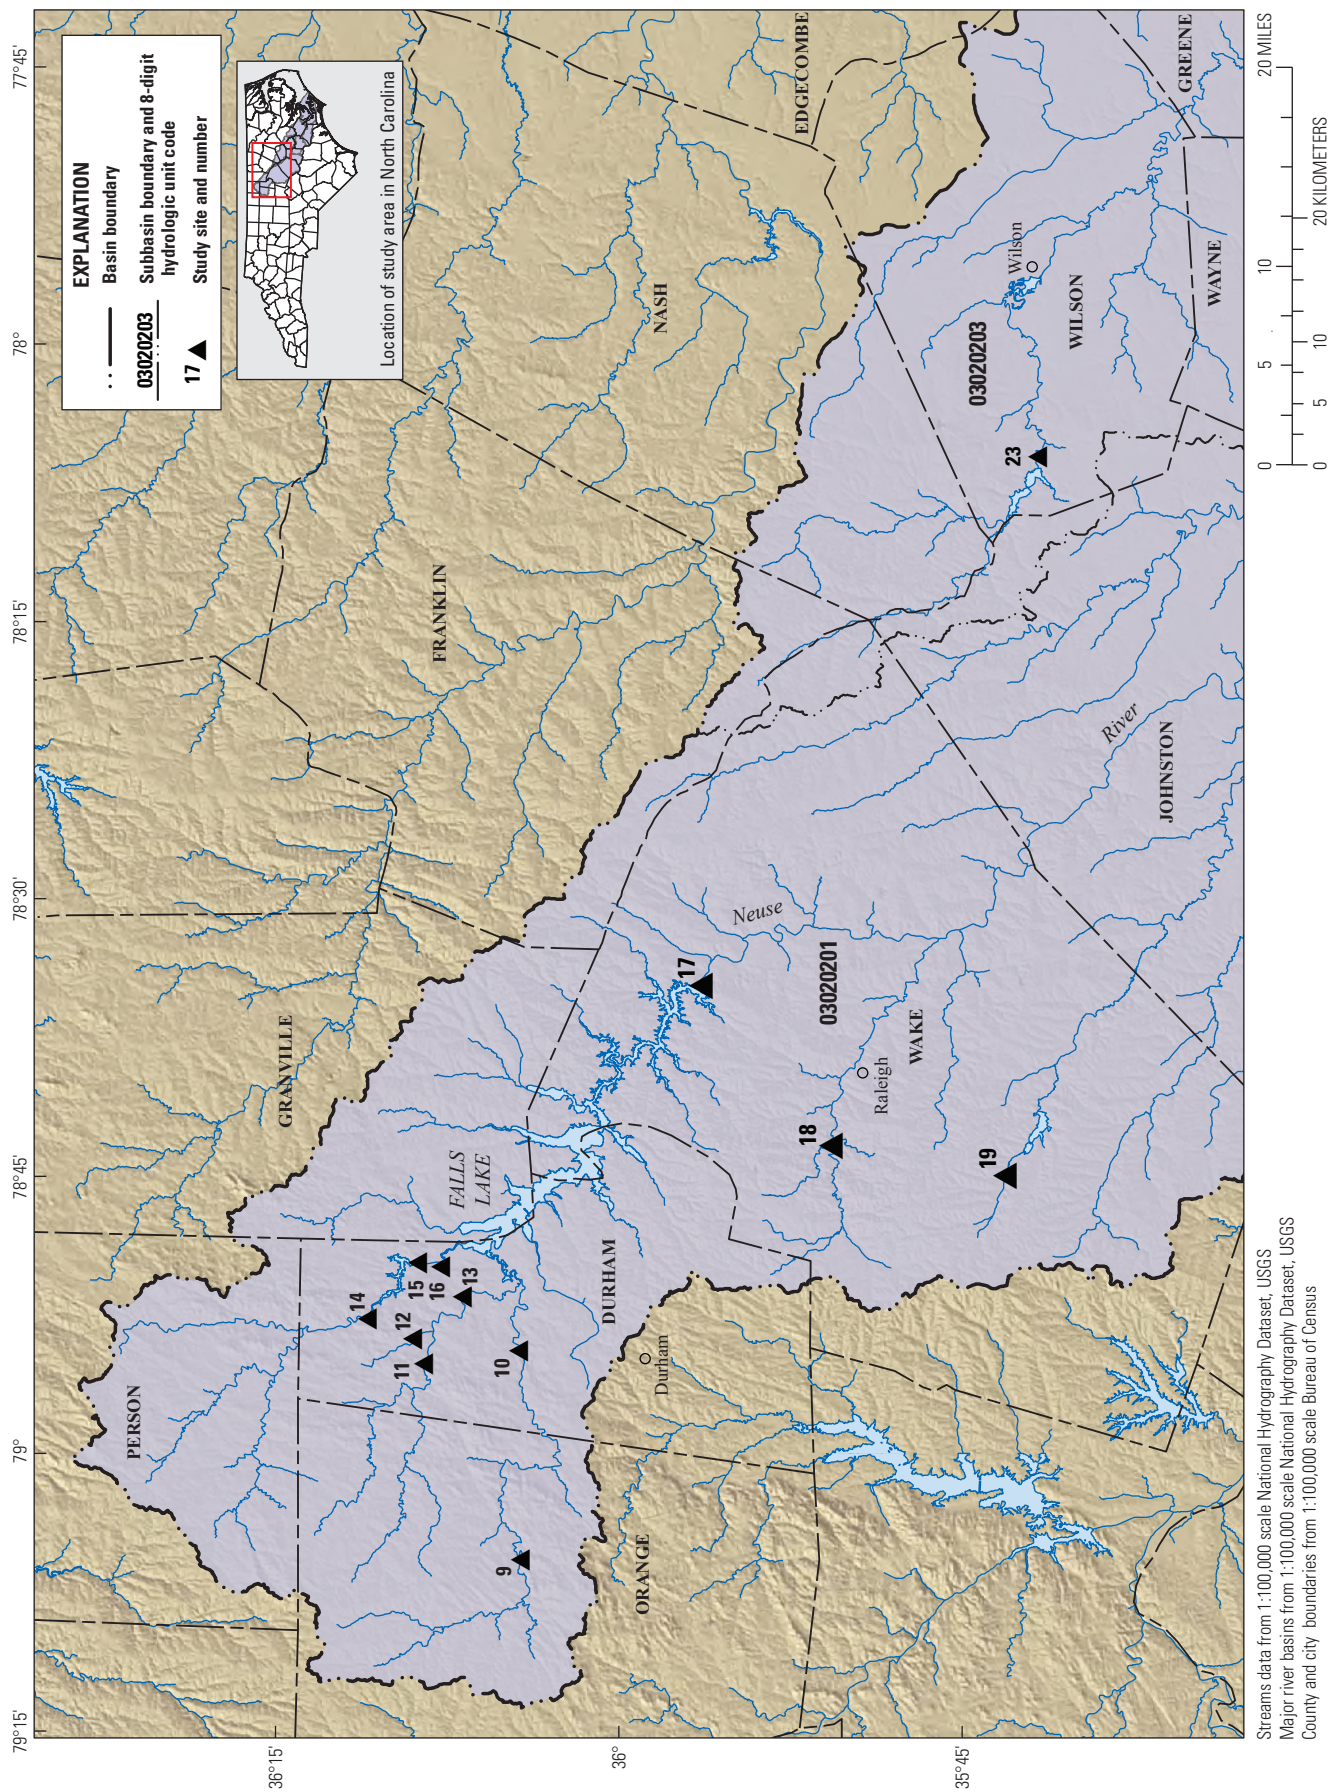 79°15'
79°
78°45'
78°30'
78°15'
78°
77°45'
36°15'
36°
35°45'
EXPLANATION
Basin boundary
03020203
Subbasin boundary and 8-digit
hydrologic unit code
17
Study site and number
Location of study area in North Carolina
PERSON
GRANVILLE
FRANKLIN
NASH
EDGECOMBE
14
15
16
12
13
11
10
9
FALLS
LAKE
DURHAM
Durham
ORANGE
17
Neuse
03020201
18
Raleigh
WAKE
19
River
JOHNSTON
23
03020203
Wilson
WILSON
WAYNE
GREENE
0
5
10
20 MILES
0
5
10
20 KILOMETERS
Streams data from 1:100,000 scale National Hydrography Dataset, USGS
Major river basins from 1:100,000 scale National Hydrography Dataset, USGS
County and city boundaries from 1:100,000 scale Bureau of Census